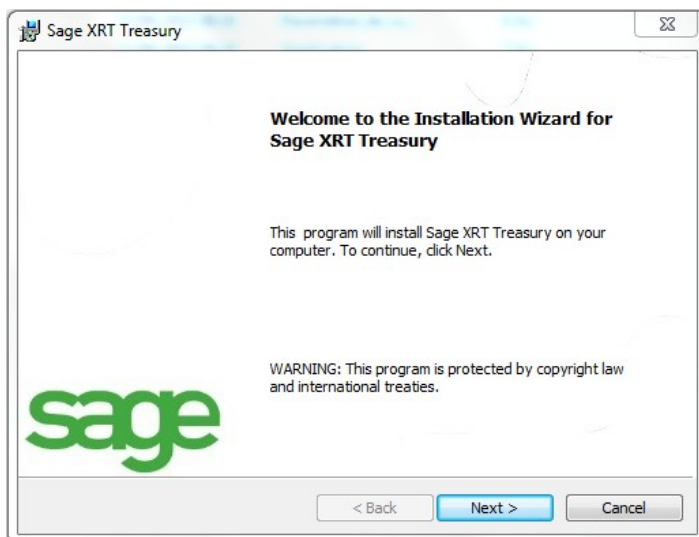 Sage XRT Treasury
Welcome to the Installation Wizard for
Sage XRT Treasury
This program will install Sage XRT Treasury on your
computer. To continue, click Next.
WARNING: This program is protected by copyright law
and international treaties.
sage
< Back Next > Cancel